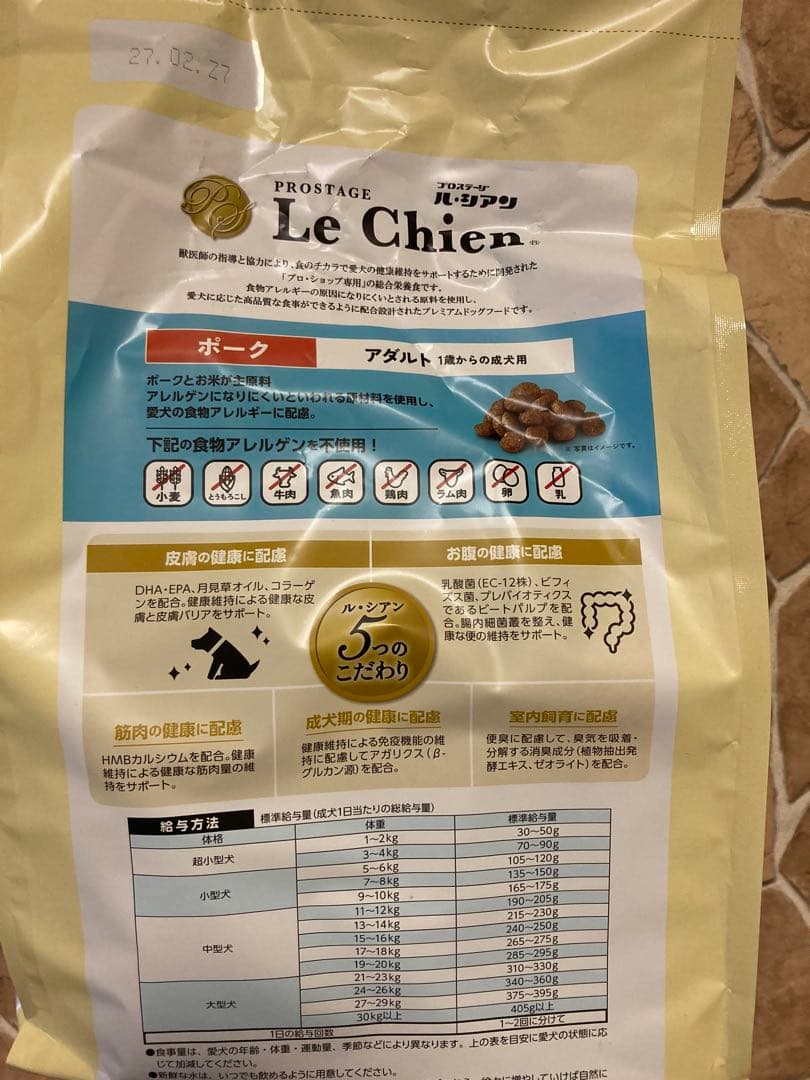 27.02.27
PS
PROSTAGE
プロステージ
ル・シアン
Le Chien®
獣医師の指導と協力により、食のチカラで愛犬の健康維持をサポートするために開発された
「プロ・ショップ専用」の総合栄養食です。
食物アレルギーの原因になりにくいとされる原料を使用し、
愛犬に応じた高品質な食事ができるように配合設計されたプレミアムドッグフードです。
ポーク
アダルト 1歳からの成犬用
ポークとお米が主原料
アレルゲンになりにくいといわれる原材料を使用し、
愛犬の食物アレルギーに配慮。
※写真はイメージです。
下記の食物アレルゲンを不使用！
小麦 とうもろこし 牛肉 魚肉 鶏肉 ラム肉 卵 乳
皮膚の健康に配慮
DHA・EPA、月見草オイル、コラーゲ
ンを配合。健康維持による健康な皮
膚と皮膚バリアをサポート。
お腹の健康に配慮
乳酸菌(EC-12株)、ビフィ
ズス菌、プレバイオティクス
であるビートパルプを配
合。腸内細菌叢を整え、健
康な便の維持をサポート。
ル・シアン
5つの
こだわり
筋肉の健康に配慮
HMBカルシウムを配合。健康
維持による健康な筋肉量の維
持をサポート。
成犬期の健康に配慮
健康維持による免疫機能の維
持に配慮してアガリクス(β-
グルカン源)を配合。
室内飼育に配慮
便臭に配慮して、臭気を吸着・
分解する消臭成分(植物抽出発
酵エキス、ゼオライト)を配合。
給与方法 標準給与量(成犬1日当たりの総給与量)
体格 体重 標準給与量
超小型犬 1〜2kg 30〜50g
3〜4kg 70〜90g
小型犬 5〜6kg 105〜120g
7〜8kg 135〜150g
9〜10kg 165〜175g
中型犬 11〜12kg 190〜205g
13〜14kg 215〜230g
15〜16kg 240〜250g
17〜18kg 265〜275g
19〜20kg 285〜295g
大型犬 21〜23kg 310〜330g
24〜26kg 340〜360g
27〜29kg 375〜395g
30kg以上 405g以上
1日の給与回数 1〜2回に分けて
●食事量は、愛犬の年齢・体重・運動量、季節などにより異なります。上の表を目安に愛犬の状態に応
じて加減してください。
●新鮮な水は、いつでも飲めるように用意してください。